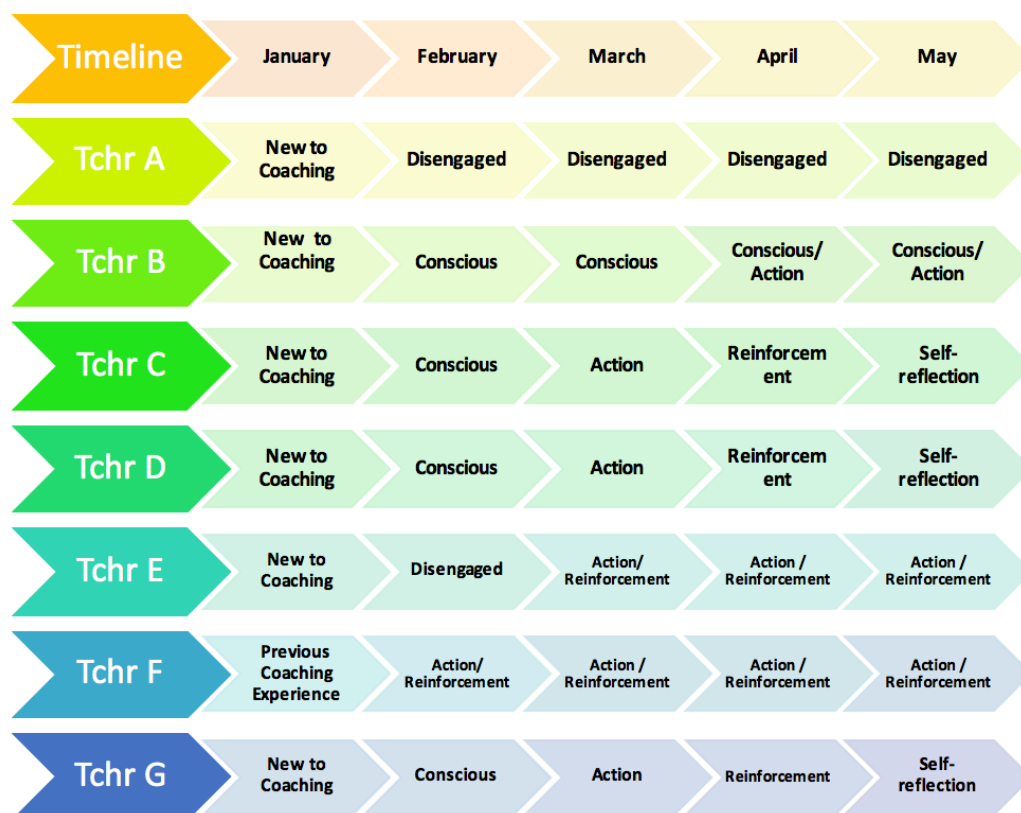 Timeline
January
February
March
April
May
Tchr A
New to
Coaching
Disengaged
Disengaged
Disengaged
Disengaged
Tchr B
New to
Coaching
Conscious
Conscious
Conscious/
Action
Conscious/
Action
Tchr C
New to
Coaching
Conscious
Action
Reinforcem
ent
Self-
reflection
Tchr D
New to
Coaching
Conscious
Action
Reinforcem
ent
Self-
reflection
Tchr E
New to
Coaching
Disengaged
Action/
Reinforcement
Action /
Reinforcement
Action /
Reinforcement
Tchr F
Previous
Coaching
Experience
Action/
Reinforcement
Action /
Reinforcement
Action /
Reinforcement
Action /
Reinforcement
Tchr G
New to
Coaching
Conscious
Action
Reinforcement
Self-
reflection